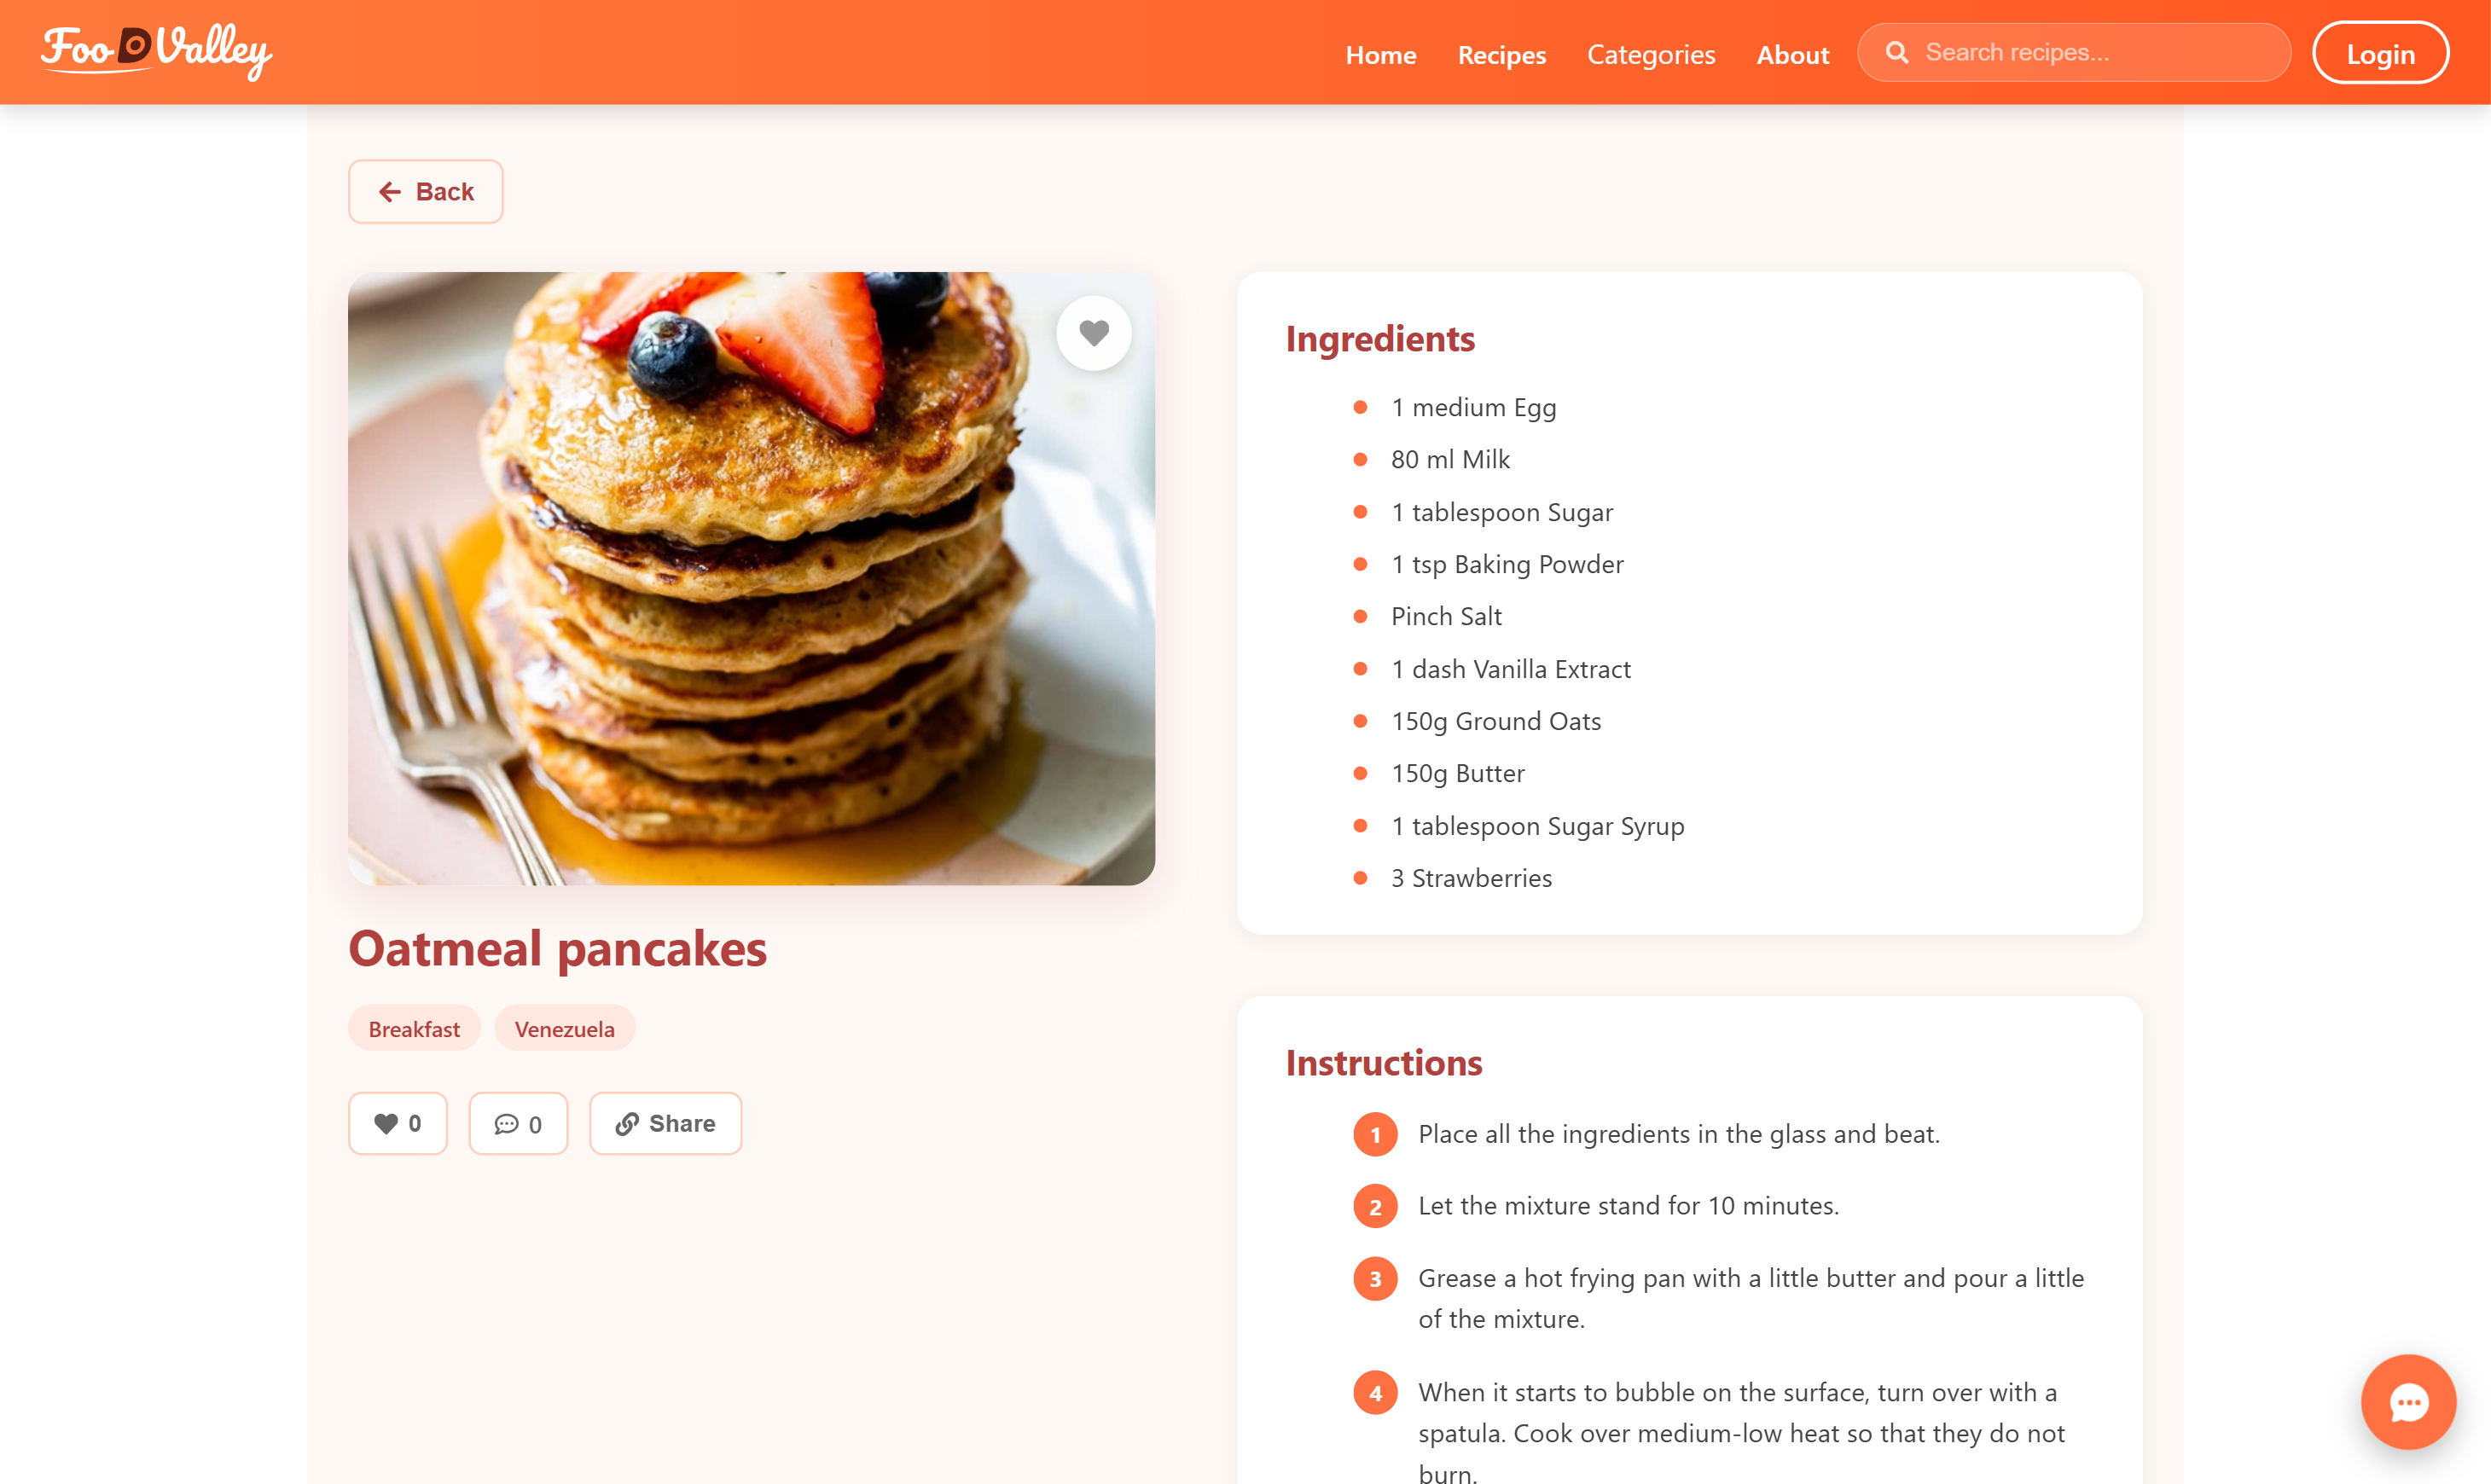 FooDValley
Home
Recipes
Categories
About
Search recipes...
Login
Back
Oatmeal pancakes
Breakfast
Venezuela
0
0
Share
Ingredients
1 medium Egg
80 ml Milk
1 tablespoon Sugar
1 tsp Baking Powder
Pinch Salt
1 dash Vanilla Extract
150g Ground Oats
150g Butter
1 tablespoon Sugar Syrup
3 Strawberries
Instructions
1 Place all the ingredients in the glass and beat.
2 Let the mixture stand for 10 minutes.
3 Grease a hot frying pan with a little butter and pour a little
of the mixture.
4 When it starts to bubble on the surface, turn over with a
spatula. Cook over medium-low heat so that they do not
burn.